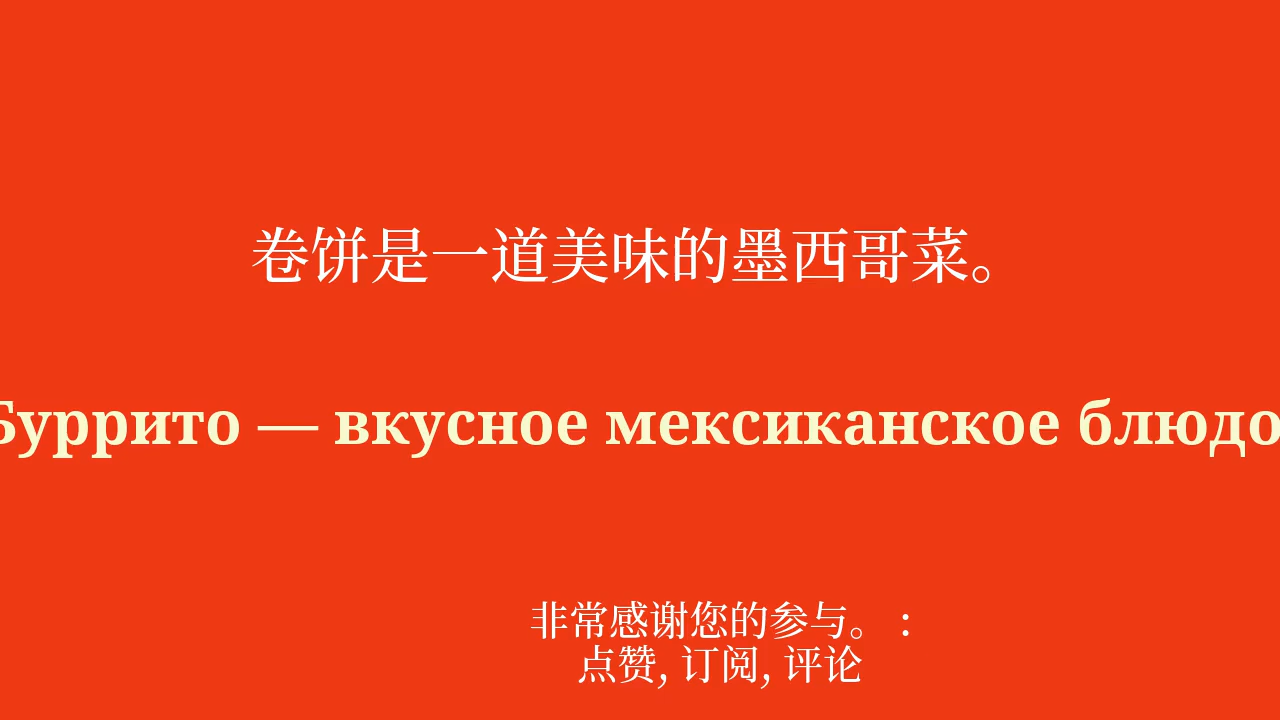 卷饼是一道美味的墨西哥菜。
Буррито — вкусное мексиканское блюдо
非常感谢您的参与。 :
点赞, 订阅, 评论